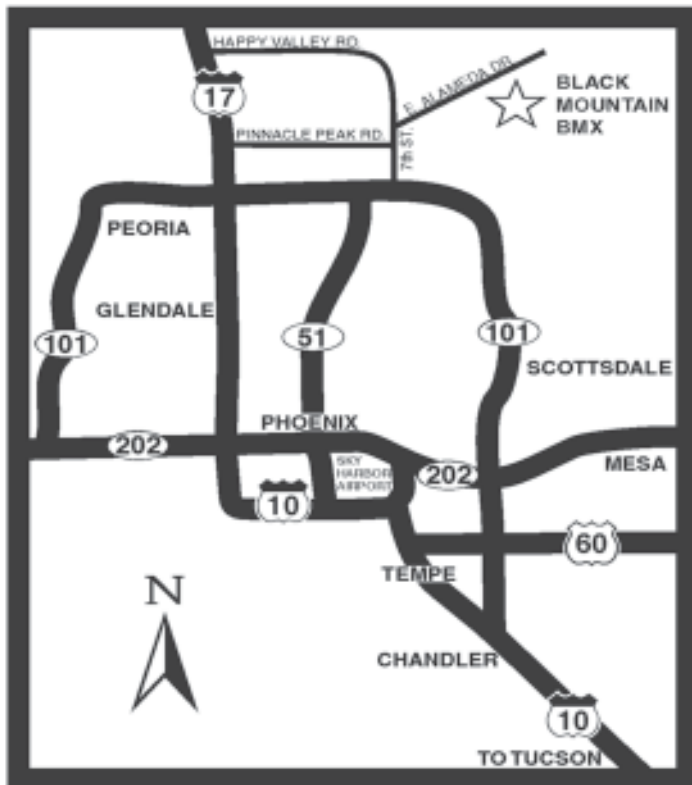 HAPPY VALLEY RD.
17
E. ALAMEDA DR.
BLACK
MOUNTAIN
BMX
PINNACLE PEAK RD.
7th ST.
PEORIA
GLENDALE
101
51
101
SCOTTSDALE
PHOENIX
202
SKY
HARBOR
AIRPORT
202
MESA
10
60
TEMPE
N
CHANDLER
10
TO TUCSON